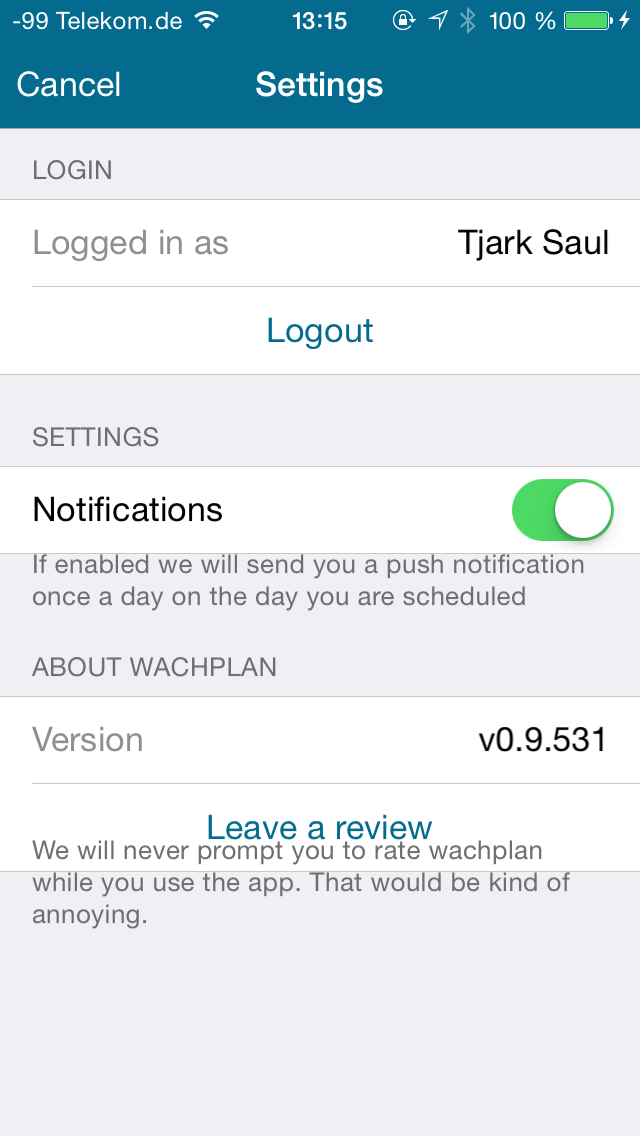 -99 Telekom.de 13:15 100 %
Cancel Settings
LOGIN
Logged in as Tjark Saul
Logout
SETTINGS
Notifications
If enabled we will send you a push notification
once a day on the day you are scheduled
ABOUT WACHPLAN
Version v0.9.531
Leave a review
We will never prompt you to rate wachplan
while you use the app. That would be kind of
annoying.